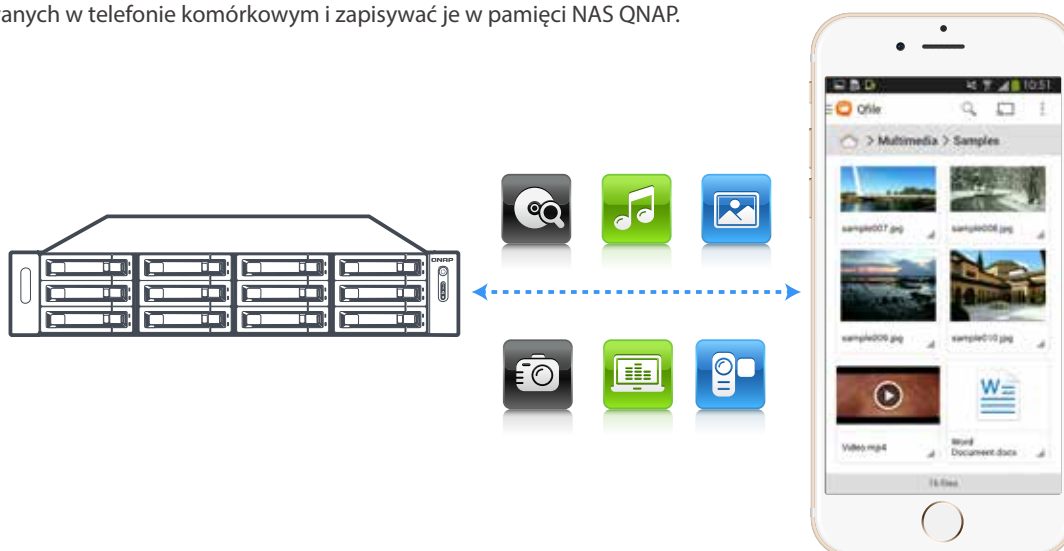 anych w telefonie komórkowym i zapisywać je w pamięci NAS QNAP.
10:51
Qfile
> Multimedia > Samples
sample007.jpg
sample008.jpg
sample009.jpg
sample010.jpg
Video.mp4
Word
Document.docx
16 files
QNAP
W